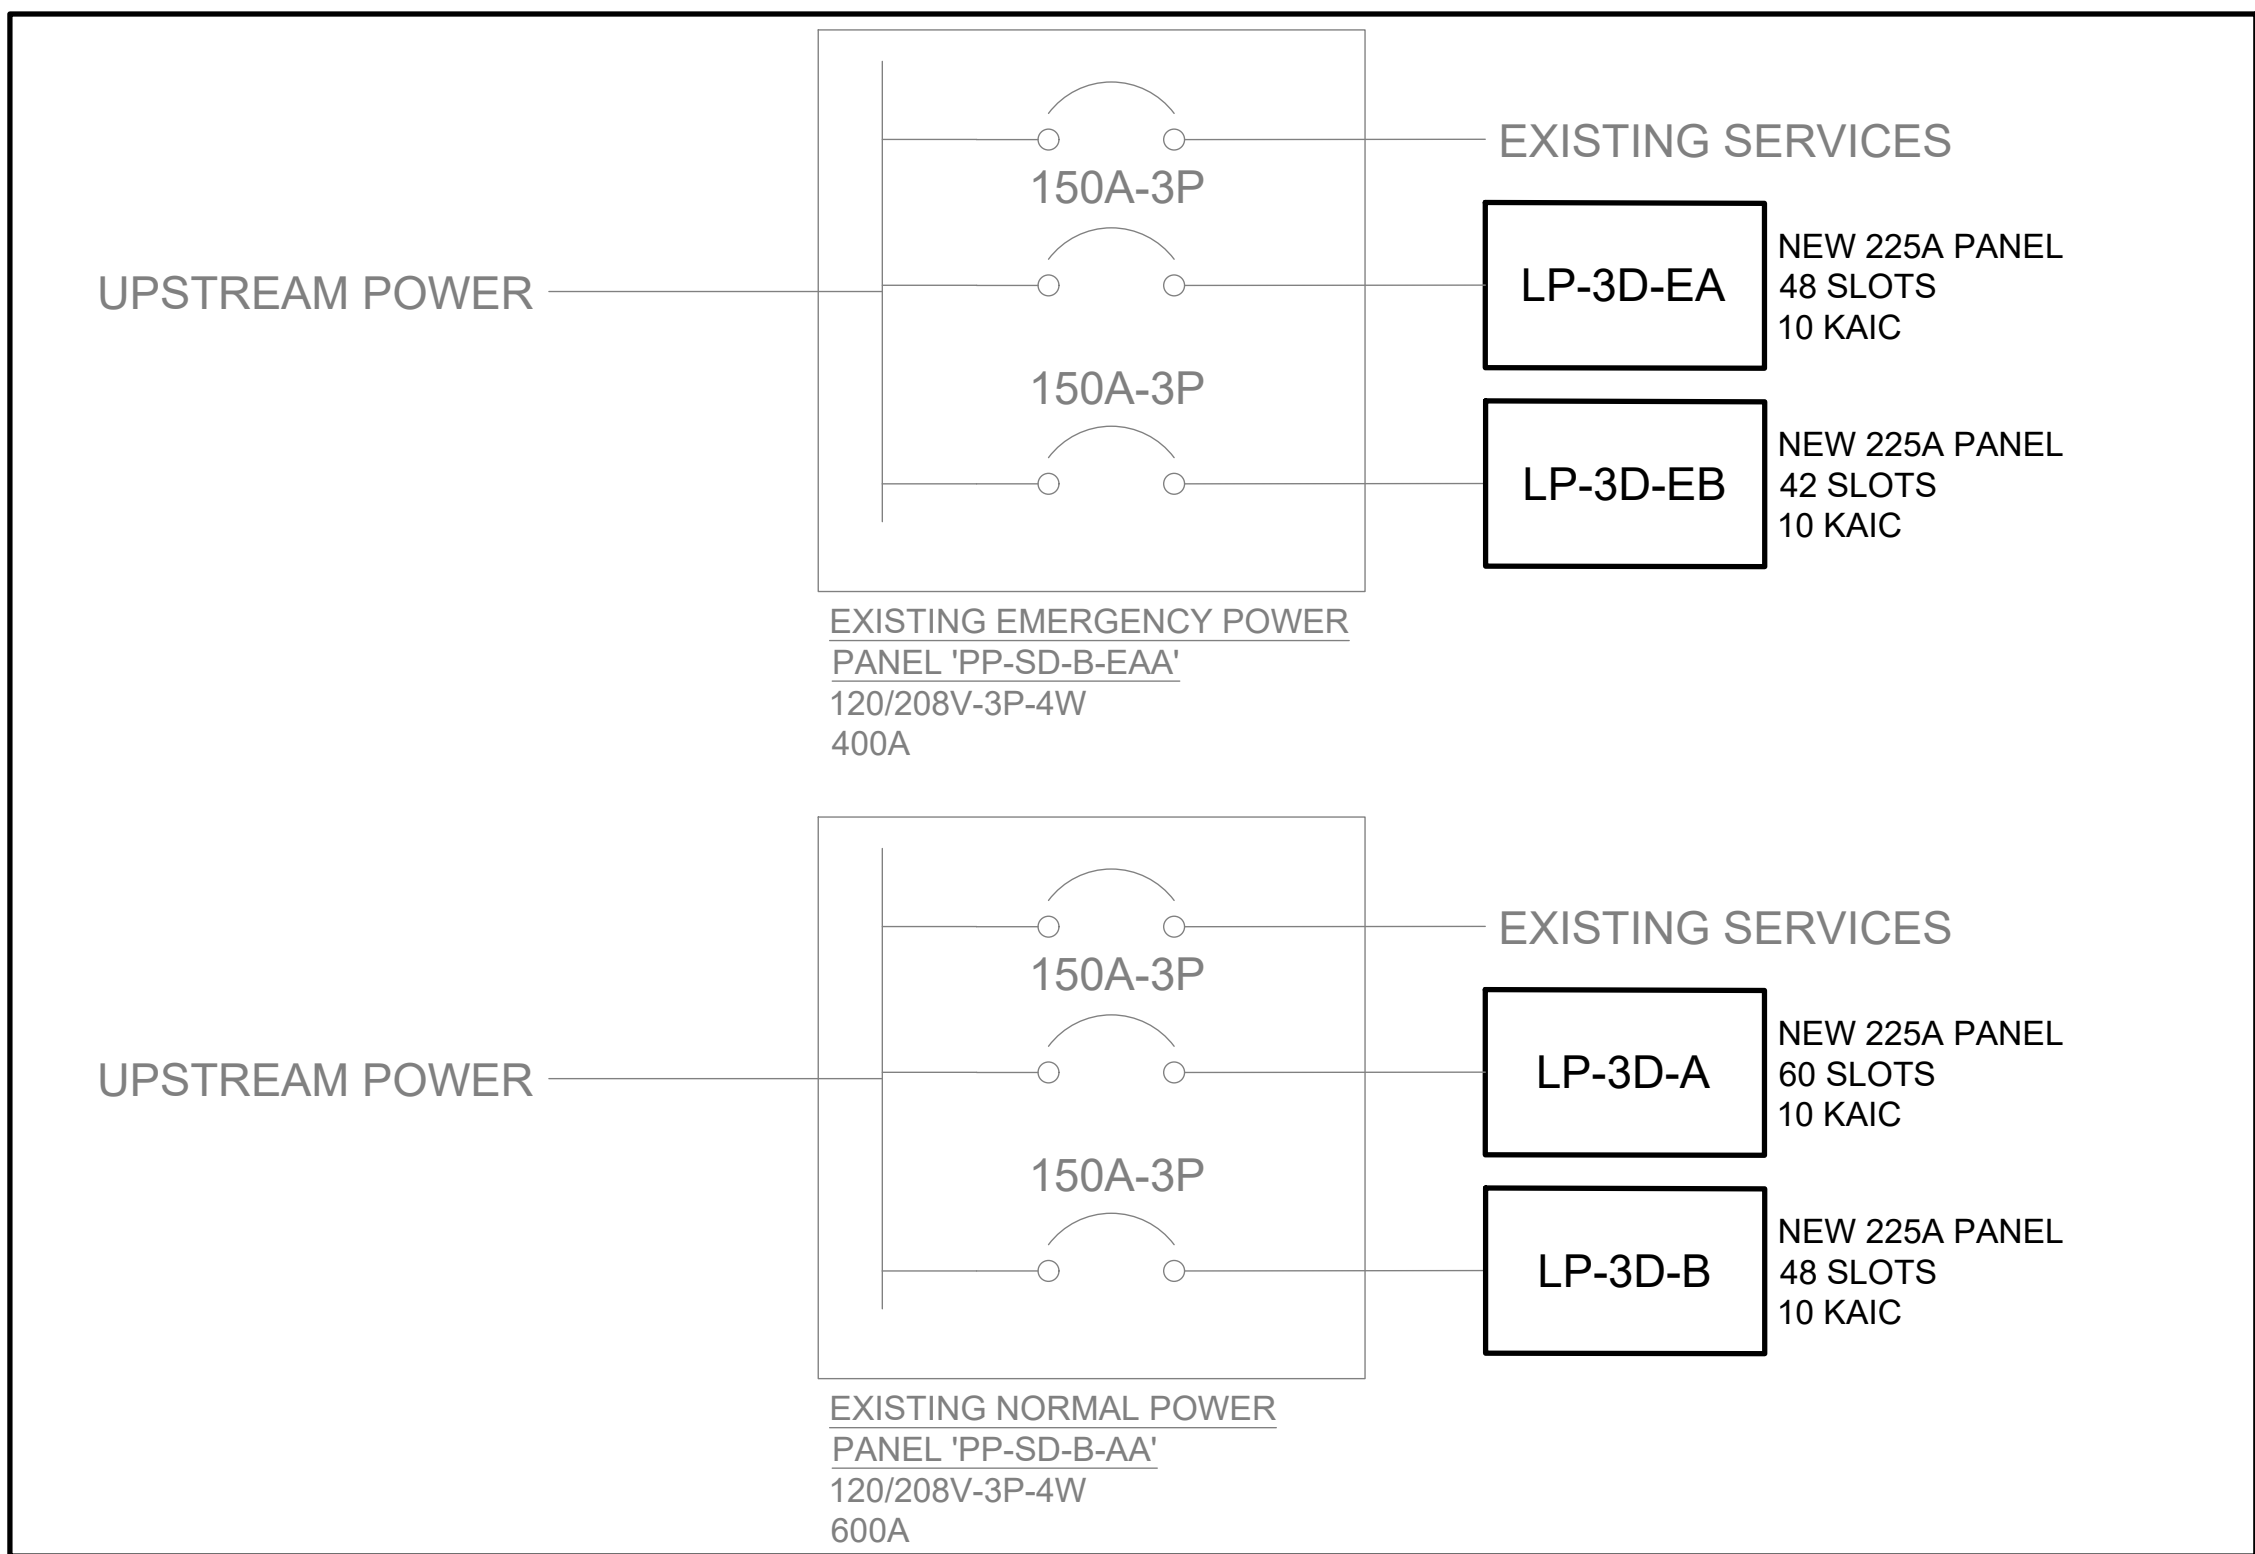 EXISTING SERVICES
150A-3P
UPSTREAM POWER
LP-3D-EA
NEW 225A PANEL
48 SLOTS
10 KAIC
150A-3P
LP-3D-EB
NEW 225A PANEL
42 SLOTS
10 KAIC
EXISTING EMERGENCY POWER
PANEL 'PP-SD-B-EAA'
120/208V-3P-4W
400A
EXISTING SERVICES
150A-3P
UPSTREAM POWER
LP-3D-A
NEW 225A PANEL
60 SLOTS
10 KAIC
150A-3P
LP-3D-B
NEW 225A PANEL
48 SLOTS
10 KAIC
EXISTING NORMAL POWER
PANEL 'PP-SD-B-AA'
120/208V-3P-4W
600A